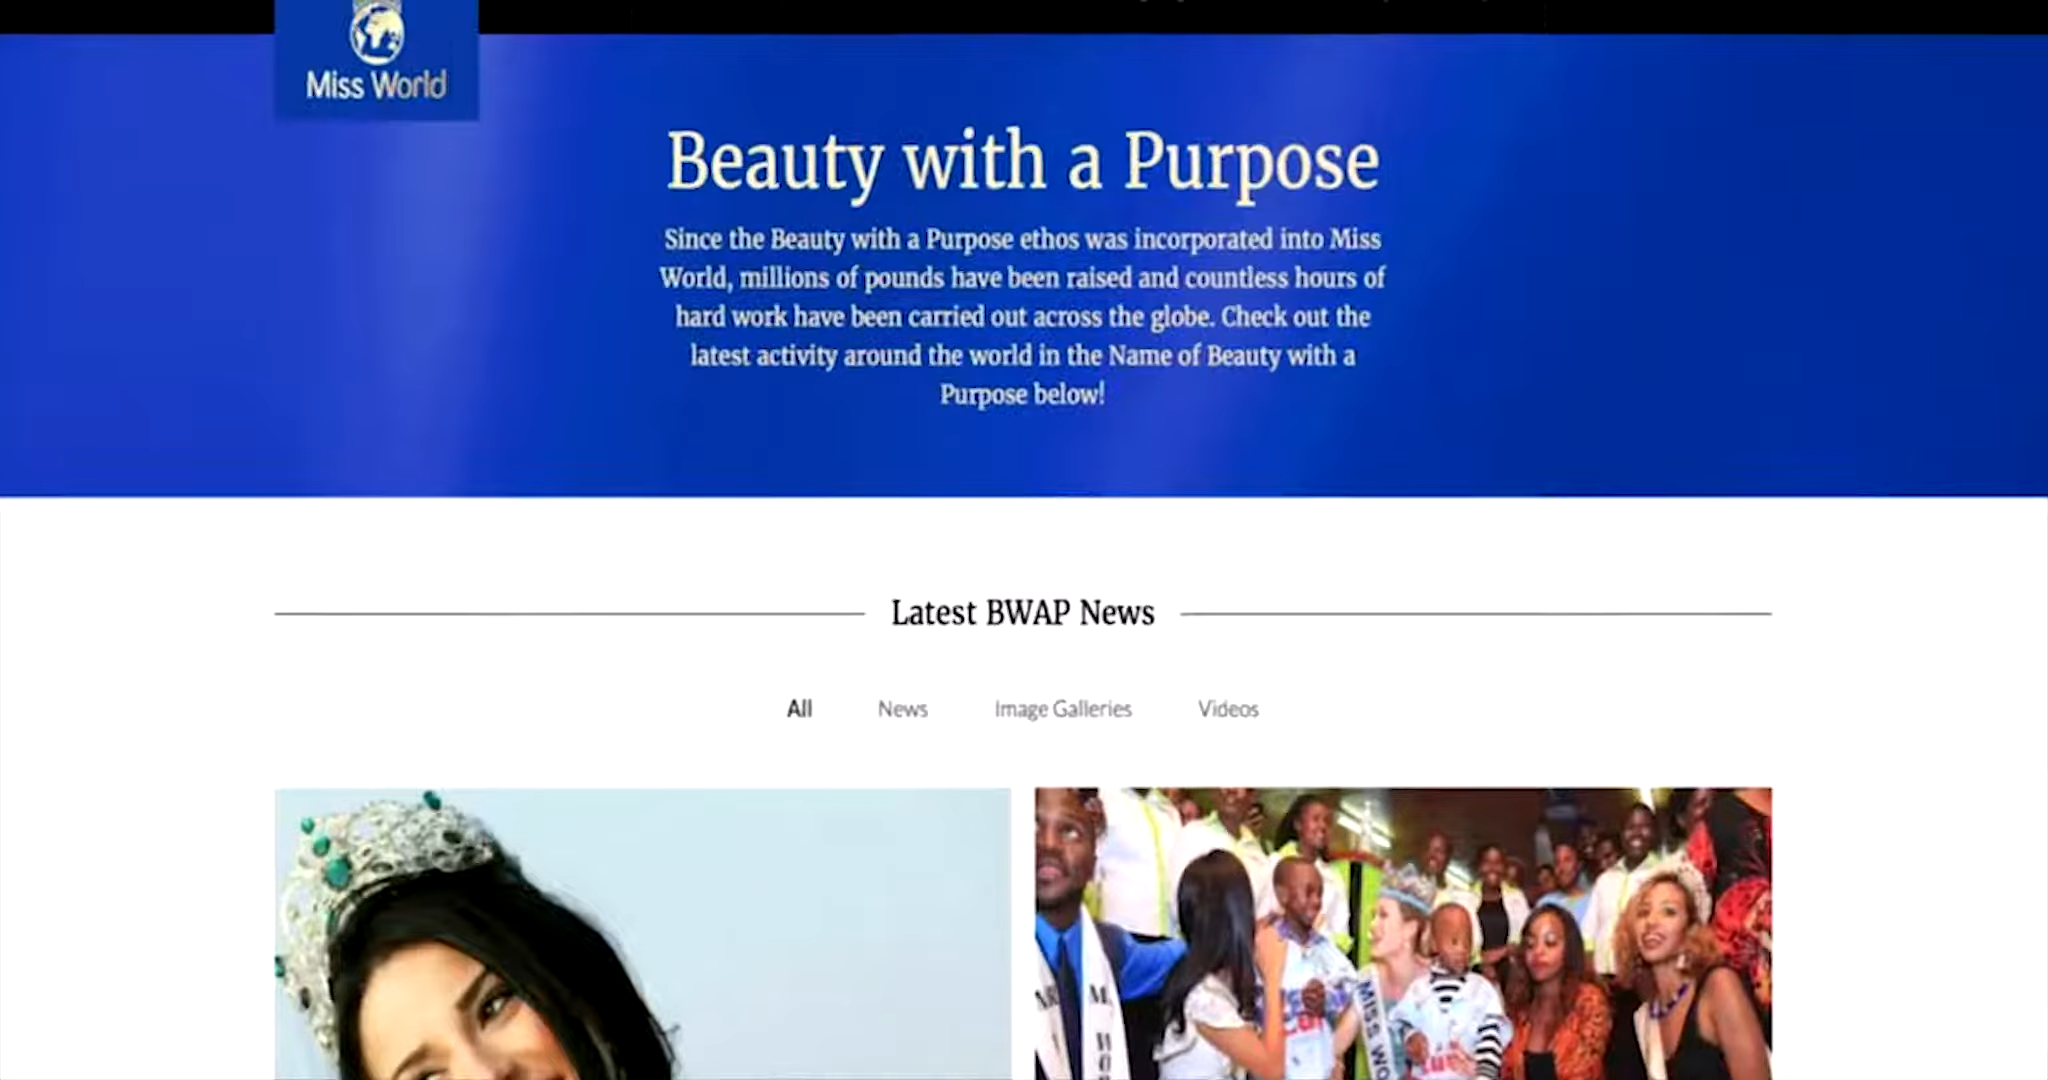 Miss World
Beauty with a Purpose
Since the Beauty with a Purpose ethos was incorporated into Miss
World, millions of pounds have been raised and countless hours of
hard work have been carried out across the globe. Check out the
latest activity around the world in the Name of Beauty with a
Purpose below!
Latest BWAP News
All News Image Galleries Videos
MISS WO